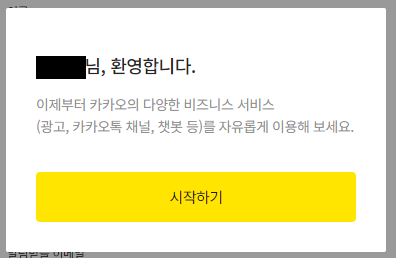 님, 환영합니다.
이제부터 카카오의 다양한 비즈니스 서비스
(광고, 카카오톡 채널, 챗봇 등)를 자유롭게 이용해 보세요.
시작하기